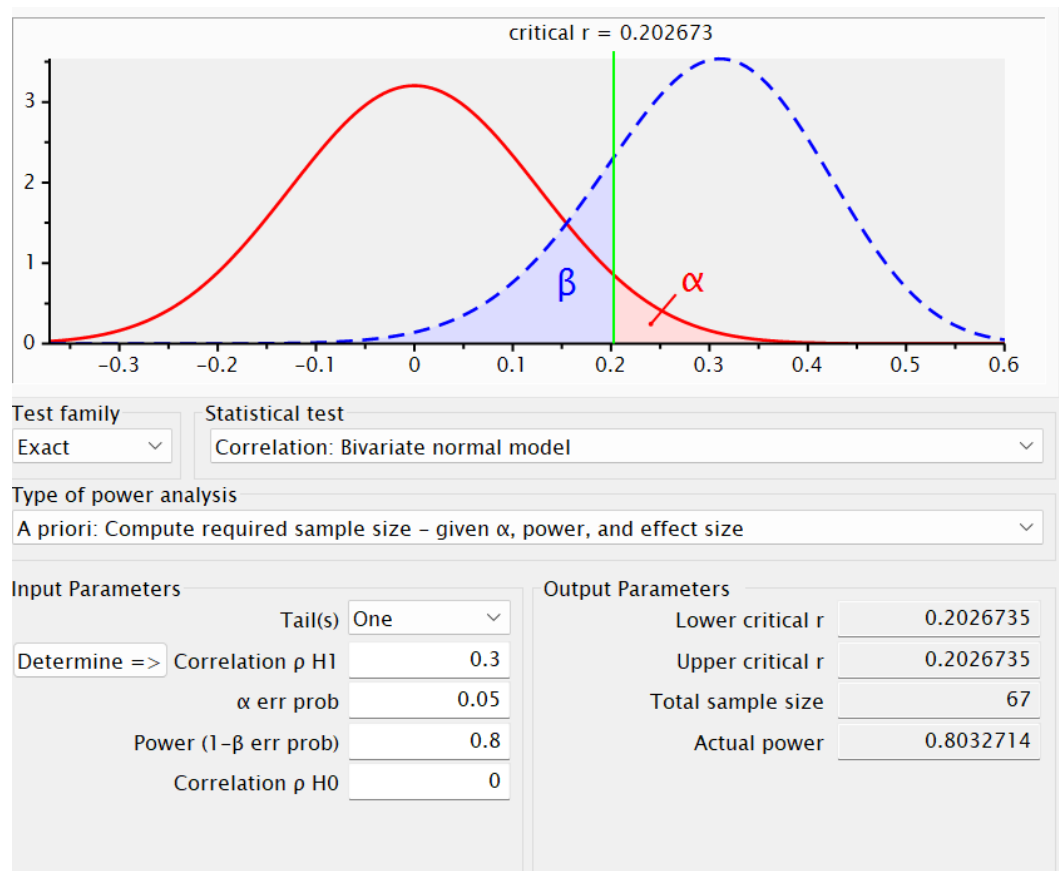 critical r = 0.202673
3
2
1
0
β
α
-0.3 -0.2 -0.1 0 0.1 0.2 0.3 0.4 0.5 0.6
Test family Statistical test
Exact Correlation: Bivariate normal model
Type of power analysis
A priori: Compute required sample size – given α, power, and effect size
Input Parameters Output Parameters
Tail(s) One Lower critical r 0.2026735
Determine => Correlation ρ H1 0.3 Upper critical r 0.2026735
α err prob 0.05 Total sample size 67
Power (1-β err prob) 0.8 Actual power 0.8032714
Correlation ρ H0 0